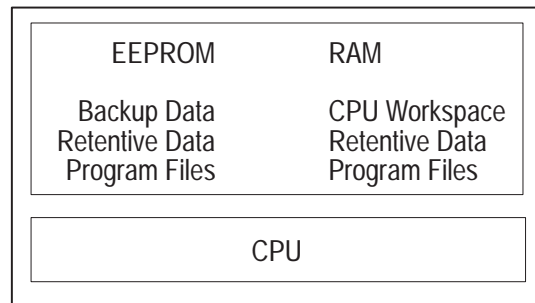 EEPROM RAM
Backup Data CPU Workspace
Retentive Data Retentive Data
Program Files Program Files
CPU